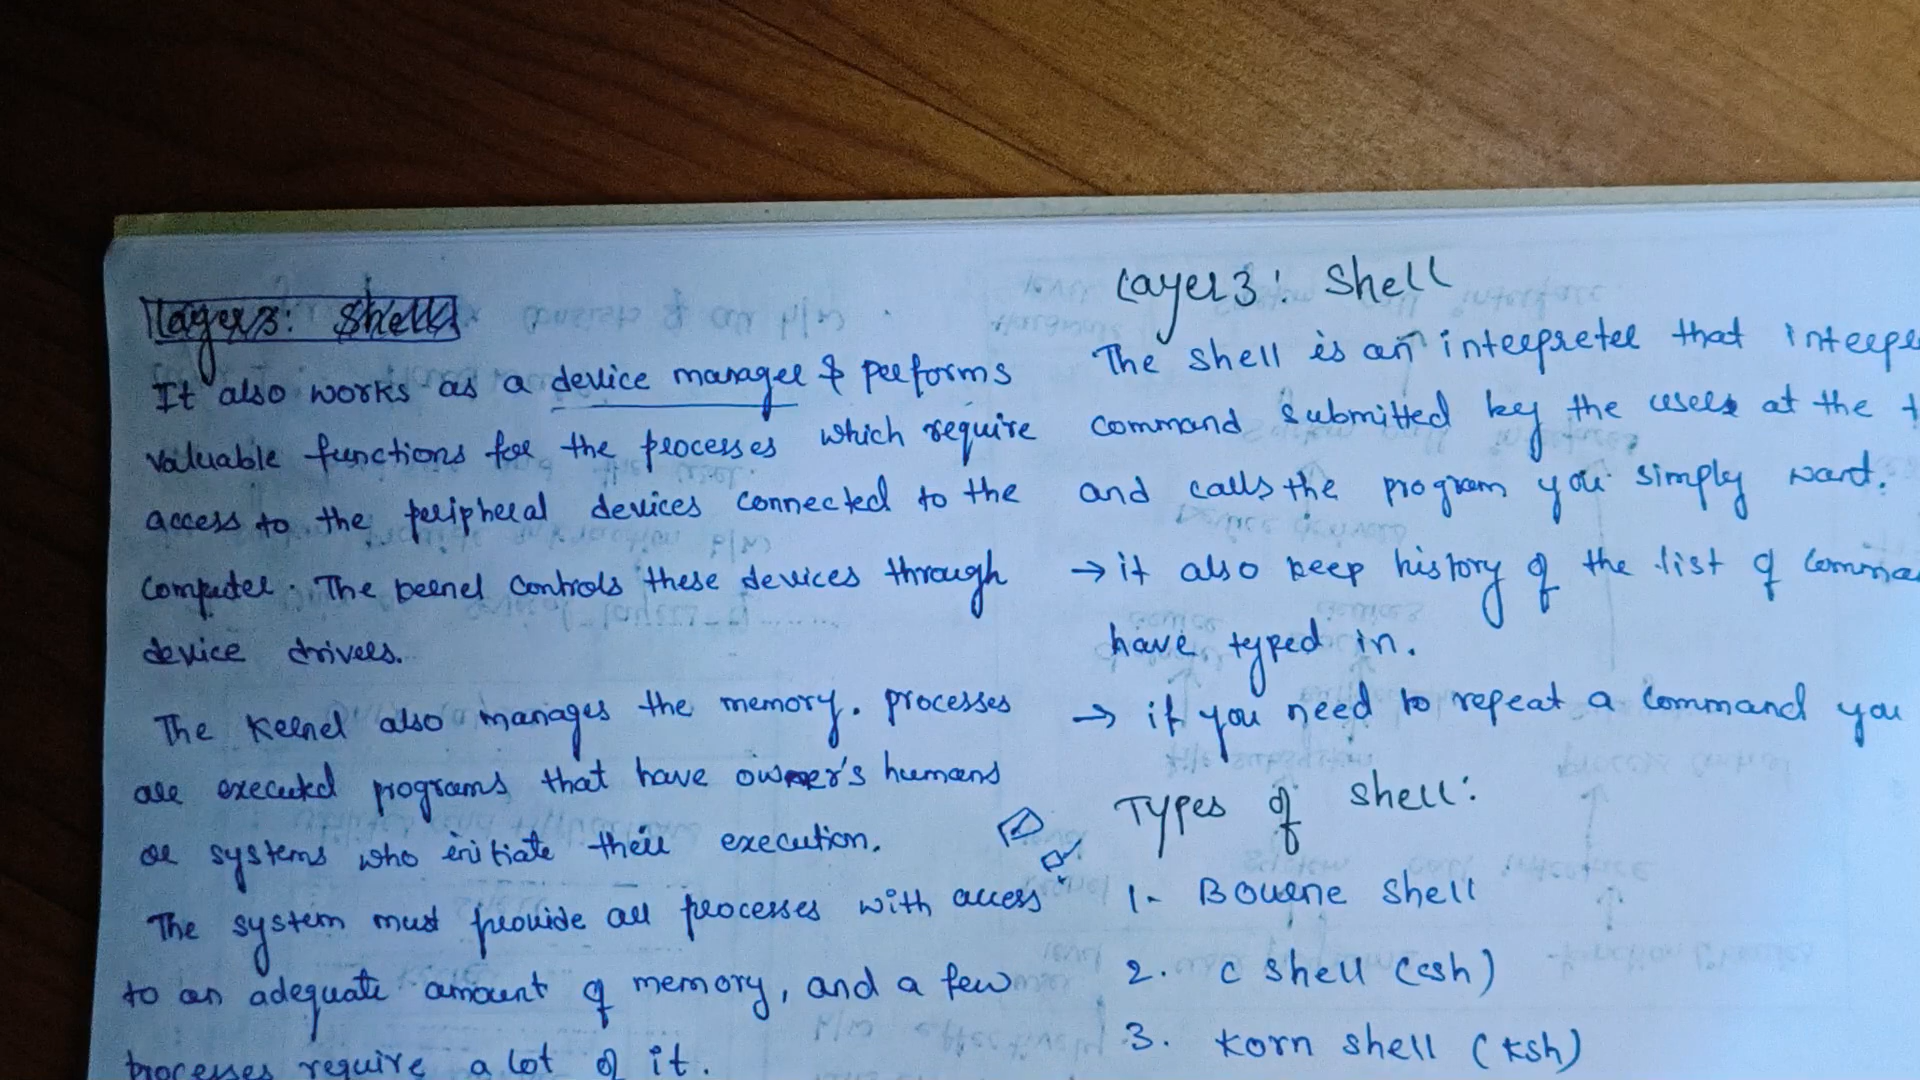 Layer 3: Shell
It also works as a device manager & performs
valuable functions for the processes which require
access to the peripheral devices connected to the
computer. The kernel controls these devices through
device drivers.
The Kernel also manages the memory. processes
are executed programs that have owner's humans
or systems who initiate their execution.
The system must provide all processes with access
to an adequate amount of memory, and a few
processes require a lot of it.
Layer 3: Shell
The shell is an interpreter that
command submitted by the users at the
and calls the program you simply want.
→ it also keep history of the list of
have typed in.
→ if you need to repeat a command you
Types of shell:
1. Bourne shell
2. C shell (csh)
3. Korn shell (ksh)